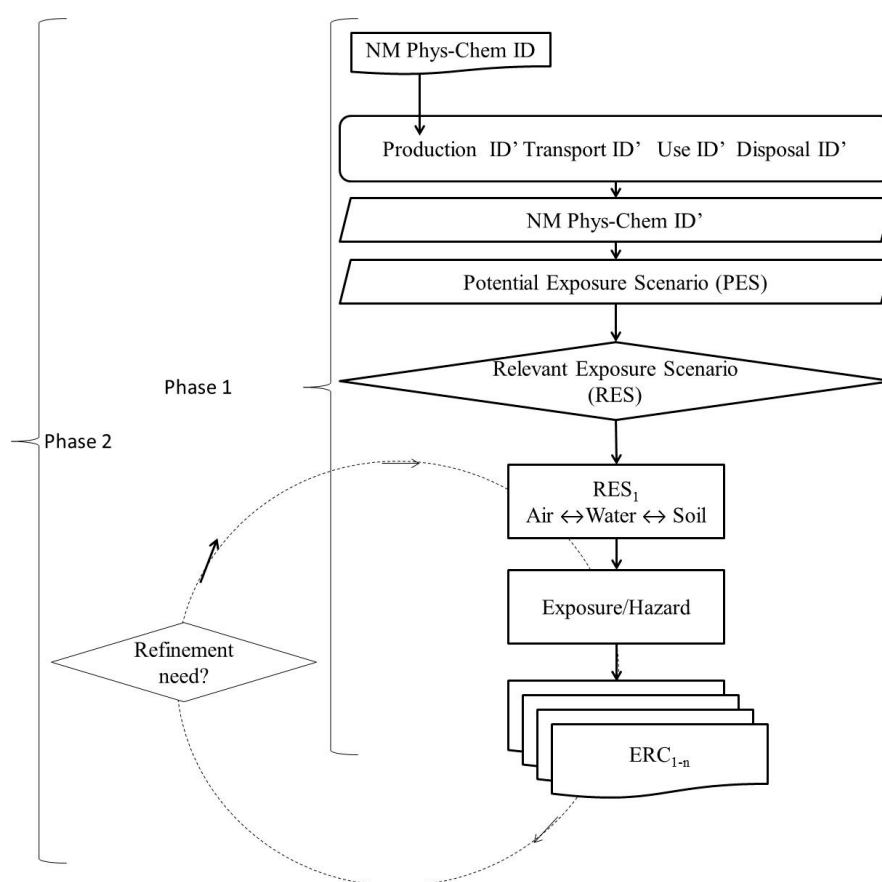 NM Phys-Chem ID
Production ID’ Transport ID’ Use ID’ Disposal ID’
NM Phys-Chem ID’
Potential Exposure Scenario (PES)
Relevant Exposure Scenario
(RES)
Phase 1
Phase 2
RES₁
Air ↔Water ↔ Soil
Exposure/Hazard
Refinement
need?
ERC₁₋ₙ